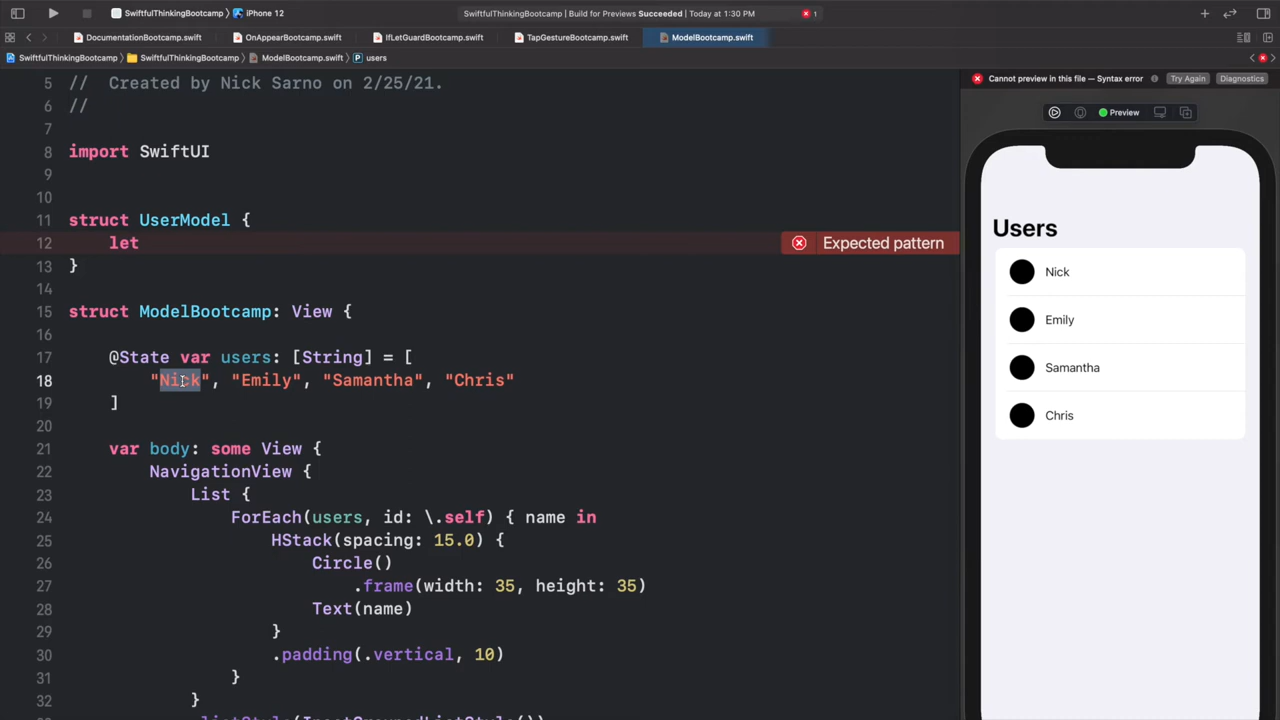 SwiftfulThinkingBootcamp
iPhone 12
SwiftfulThinkingBootcamp | Build for Previews Succeeded | Today at 1:30 PM
1
DocumentationBootcamp.swift
OnAppearBootcamp.swift
IfLetGuardBootcamp.swift
TapGestureBootcamp.swift
ModelBootcamp.swift
SwiftfulThinkingBootcamp
SwiftfulThinkingBootcamp
ModelBootcamp.swift
P users
5 // Created by Nick Sarno on 2/25/21.
6 //
7
8 import SwiftUI
9
10
11 struct UserModel {
12 let
Expected pattern
13 }
14
15 struct ModelBootcamp: View {
16
17 @State var users: [String] = [
18 "Nick", "Emily", "Samantha", "Chris"
19 ]
20
21 var body: some View {
22 NavigationView {
23 List {
24 ForEach(users, id: \.self) { name in
25 HStack(spacing: 15.0) {
26 Circle()
27 .frame(width: 35, height: 35)
28 Text(name)
29 }
30 .padding(.vertical, 10)
31 }
32 }
.listStyle(InsetGroupedListStyle())
Cannot preview in this file — Syntax error
Try Again
Diagnostics
Preview
Users
Nick
Emily
Samantha
Chris